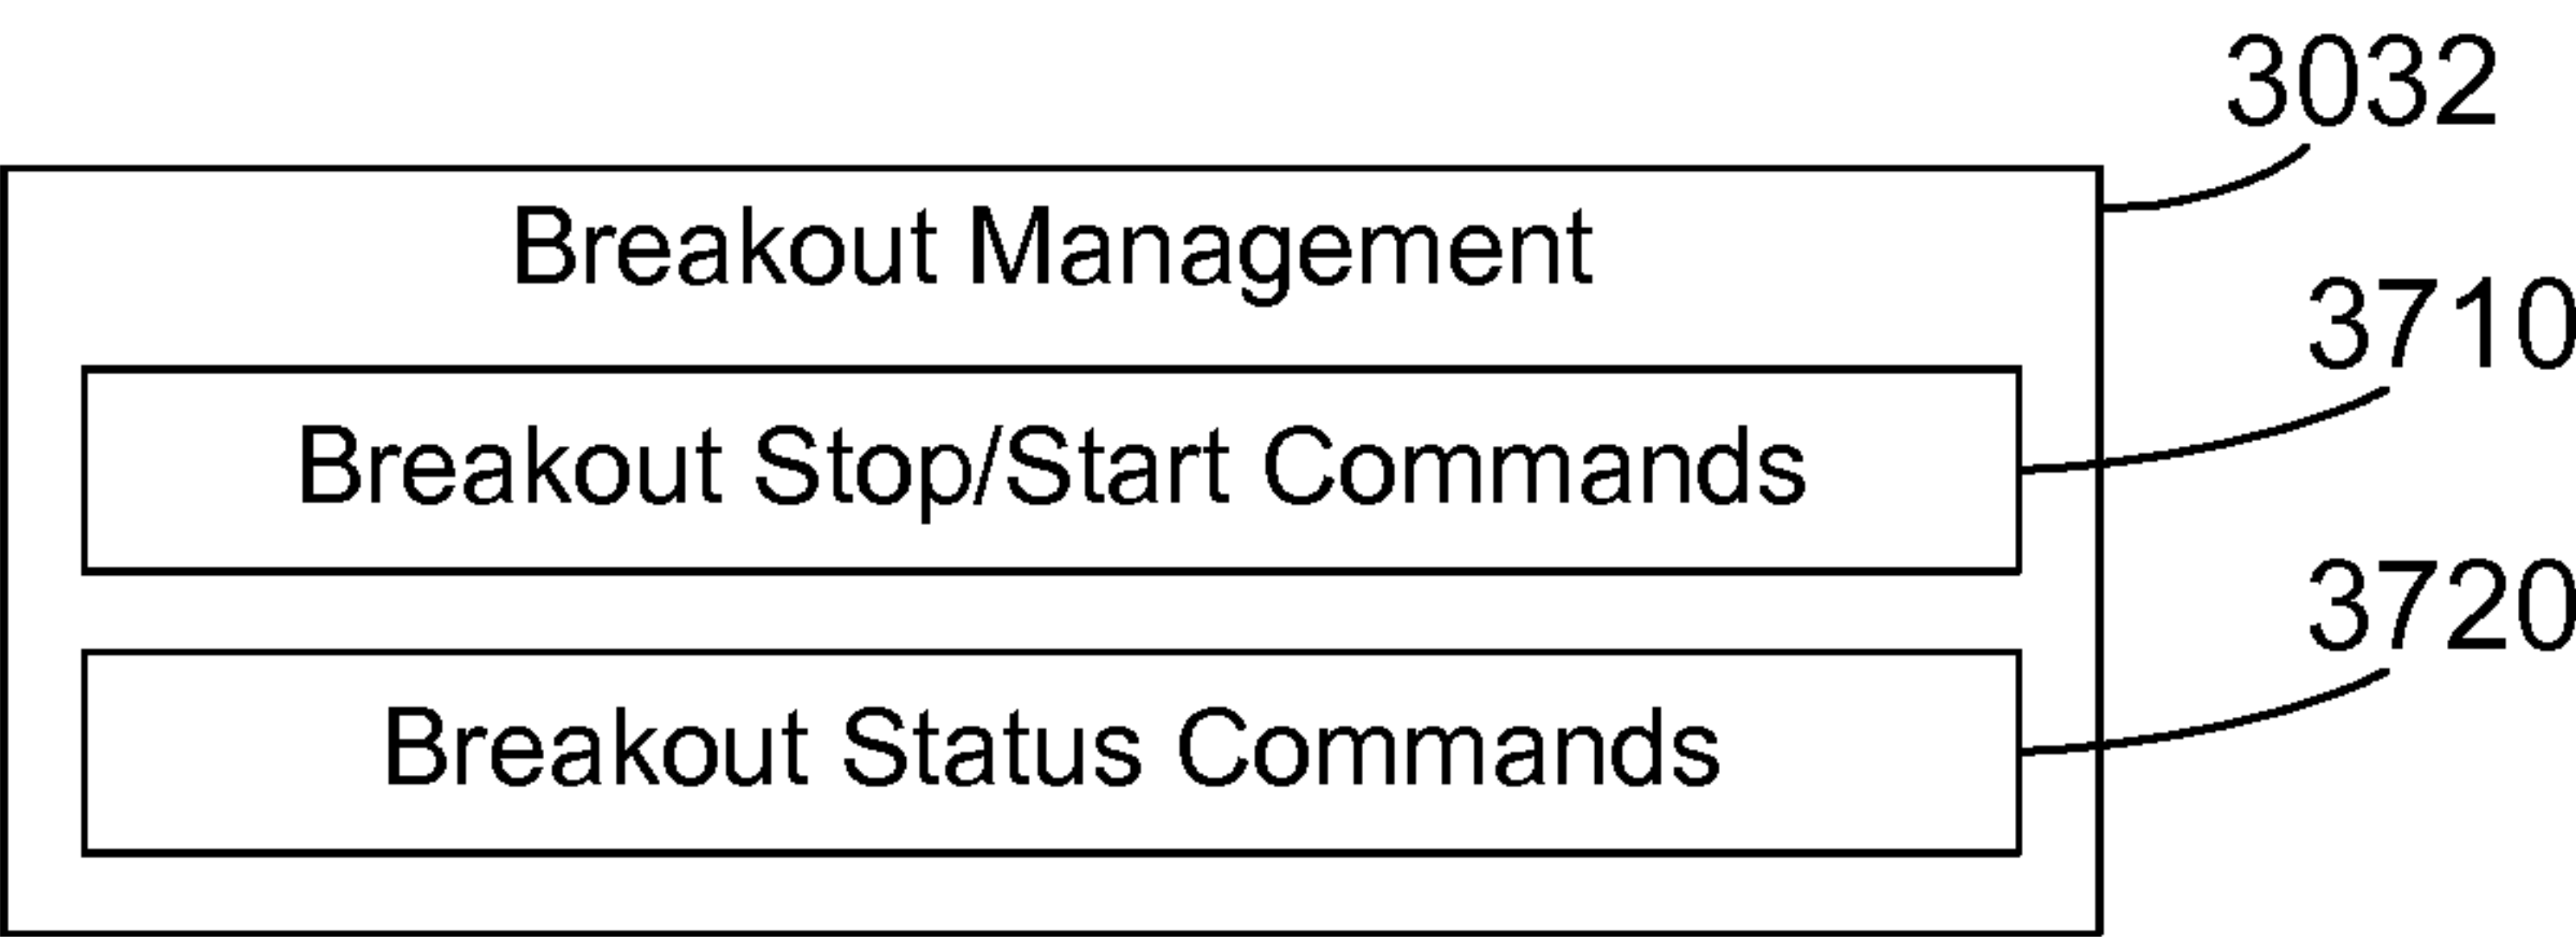 3032
Breakout Management
3710
Breakout Stop/Start Commands
3720
Breakout Status Commands